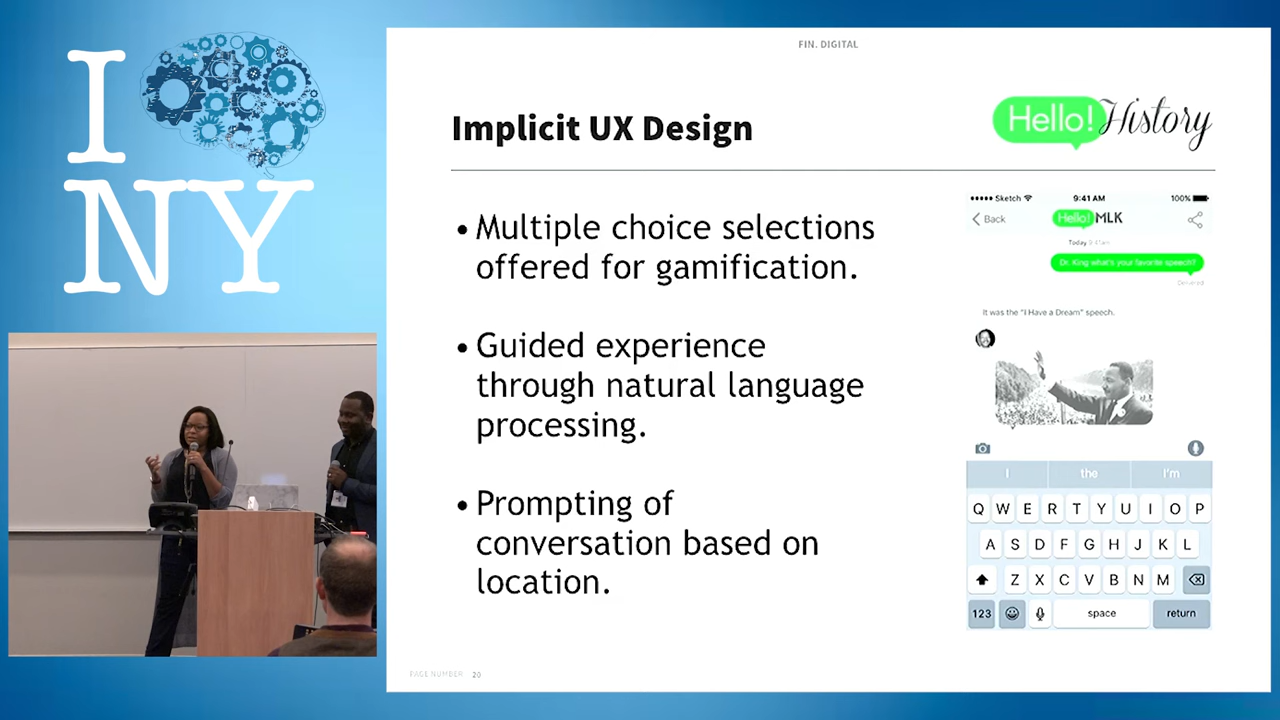 I
NY
FIN. DIGITAL
Implicit UX Design
Hello! History
• Multiple choice selections
offered for gamification.
• Guided experience
through natural language
processing.
• Prompting of
conversation based on
location.
Sketch 9:41 AM 100%
Back Hello! MLK
Today 9:41am
Dr. King what's your favorite speech?
Delivered
It was the "I Have a Dream" speech.
I the I'm
Q W E R T Y U I O P
A S D F G H J K L
Z X C V B N M
123 space return
PAGE NUMBER 20